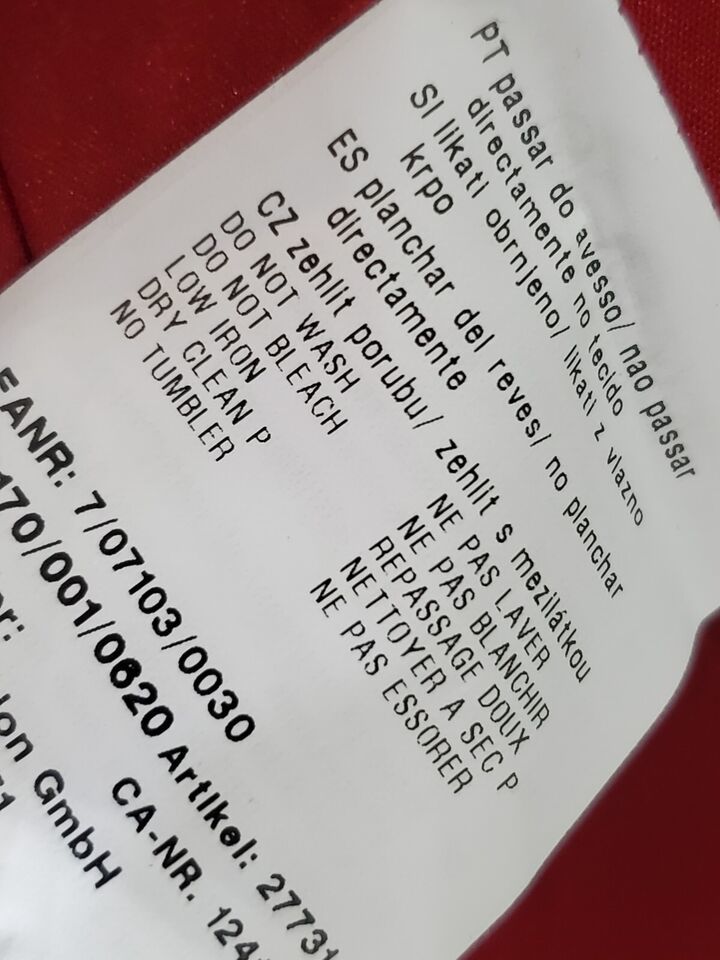 PT passar do avesso/ nao passar
directamente no tecido
SI likati obrnjeno/ likati z vlazno
krpo
ES planchar del reves/ no planchar
directamente
CZ zehlit porubu/ zehlit s mezilátkou
DO NOT WASH
DO NOT BLEACH
LOW IRON
DRY CLEAN P
NO TUMBLER
NE PAS LAVER
NE PAS BLANCHIR
REPASSAGE DOUX
NETTOYER A SEC P
NE PAS ESSORER
FANR: 7/07103/0030
170/001/0620 Artikel: 27731
CA-NR. 124
GmbH